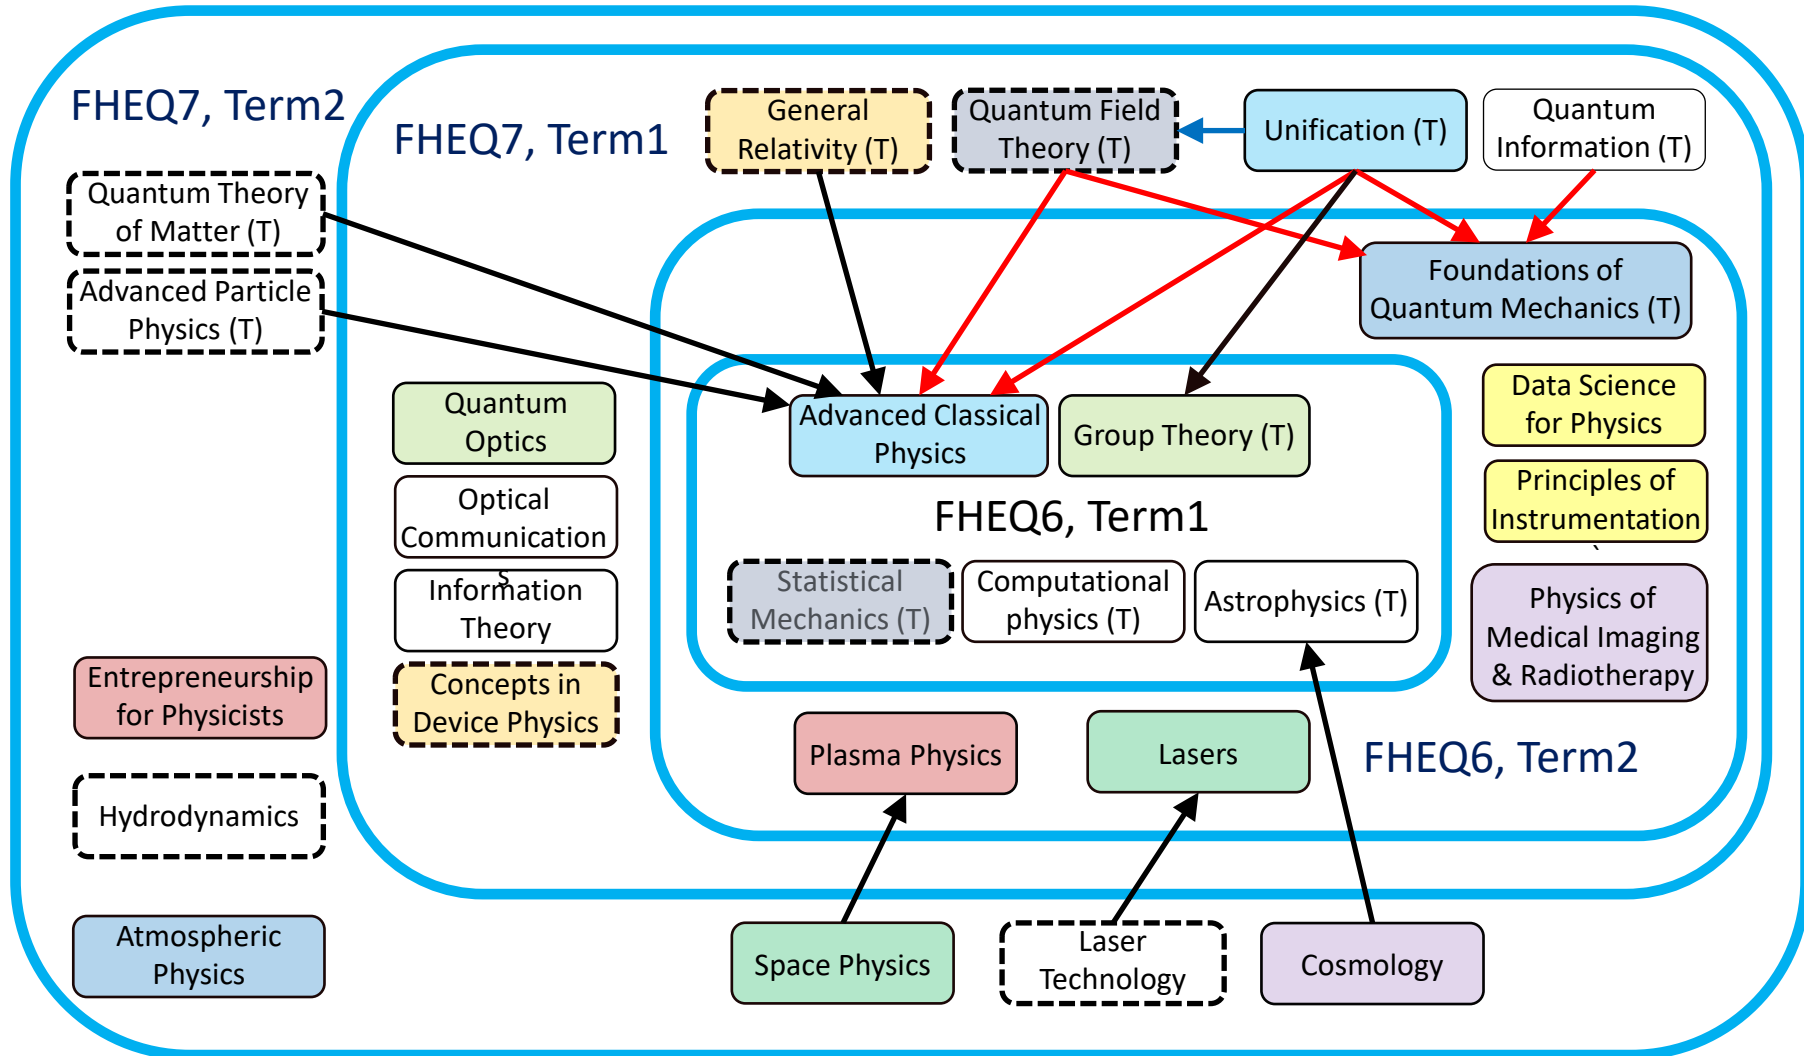 FHEQ7, Term2
FHEQ7, Term1
General
Relativity (T)
Quantum Field
Theory (T)
Unification (T)
Quantum
Information (T)
Quantum Theory
of Matter (T)
Advanced Particle
Physics (T)
Foundations of
Quantum Mechanics (T)
Quantum
Optics
Advanced Classical
Physics
Group Theory (T)
Data Science
for Physics
Optical
Communication
s
FHEQ6, Term1
Principles of
Instrumentation
`
Information
Theory
Statistical
Mechanics (T)
Computational
physics (T)
Astrophysics (T)
Physics of
Medical Imaging
& Radiotherapy
Entrepreneurship
for Physicists
Concepts in
Device Physics
Plasma Physics
Lasers
FHEQ6, Term2
Hydrodynamics
Atmospheric
Physics
Space Physics
Laser
Technology
Cosmology